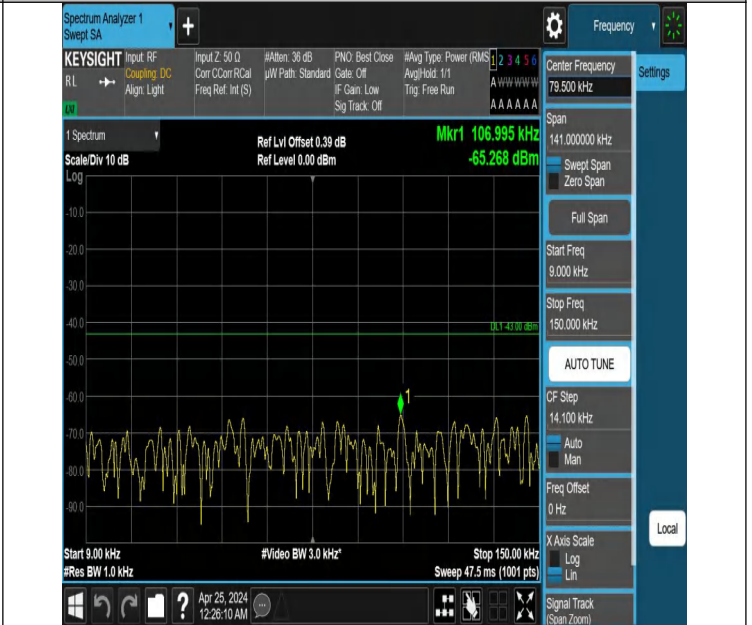 Spectrum Analyzer 1
Swept SA
+
Frequency
KEYSIGHT
RL
Input: RF
Coupling: DC
Align: Light
Input Z: 50 Ω
Corr CCorr RCal
Freq Ref: Int (S)
#Atten: 36 dB
µW Path: Standard
PNO: Best Close
Gate: Off
IF Gain: Low
Sig Track: Off
#Avg Type: Power (RMS
Avg|Hold: 1/1
Trig: Free Run
1 2 3 4 5 6
A W W W W W
A A A A A A
1 Spectrum
Scale/Div 10 dB
Log
Ref Lvl Offset 0.39 dB
Ref Level 0.00 dBm
Mkr1 106.995 kHz
-65.268 dBm
-10.0
-20.0
-30.0
-40.0
DL1 -43.00 dBm
-50.0
-60.0
1
-70.0
-80.0
-90.0
Start 9.00 kHz
#Res BW 1.0 kHz
#Video BW 3.0 kHz*
Stop 150.00 kHz
Sweep 47.5 ms (1001 pts)
?
Apr 25, 2024
12:26:10 AM
Center Frequency
79.500 kHz
Span
141.000000 kHz
Swept Span
Zero Span
Full Span
Start Freq
9.000 kHz
Stop Freq
150.000 kHz
AUTO TUNE
CF Step
14.100 kHz
Auto
Man
Freq Offset
0 Hz
X Axis Scale
Log
Lin
Signal Track
(Span Zoom)
Settings
Local